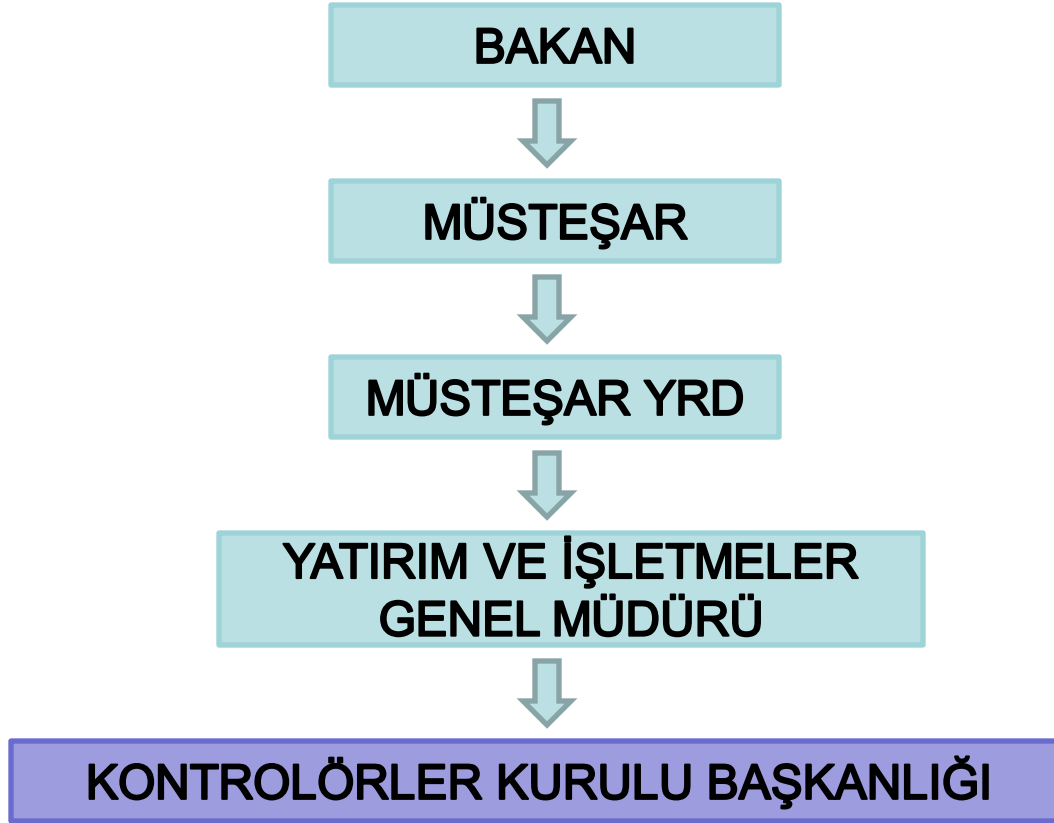 BAKAN
MÜSTEŞAR
MÜSTEŞAR YRD
YATIRIM VE İŞLETMELER
GENEL MÜDÜRÜ
KONTROLÖRLER KURULU BAŞKANLIĞI